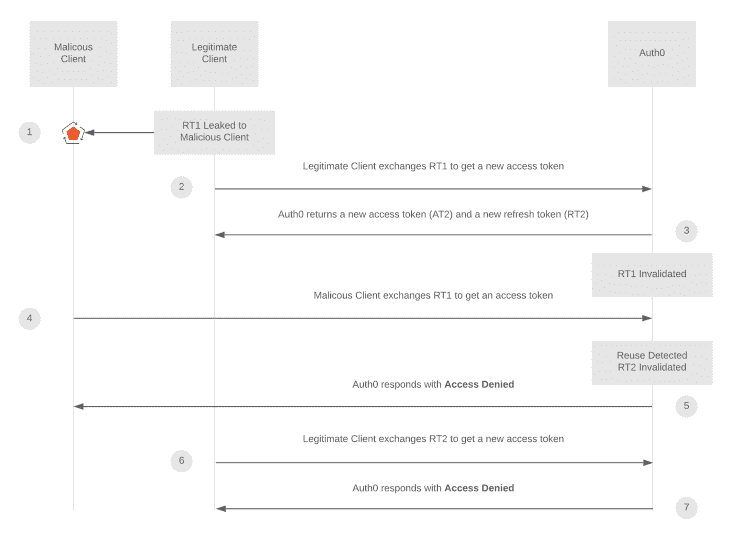 Malicous
Client
Legitimate
Client
Auth0
1
RT1 Leaked to
Malicious Client
Legitimate Client exchanges RT1 to get a new access token
2
Auth0 returns a new access token (AT2) and a new refresh token (RT2)
3
RT1 Invalidated
Malicous Client exchanges RT1 to get an access token
4
Reuse Detected
RT2 Invalidated
Auth0 responds with Access Denied
5
Legitimate Client exchanges RT2 to get a new access token
6
Auth0 responds with Access Denied
7